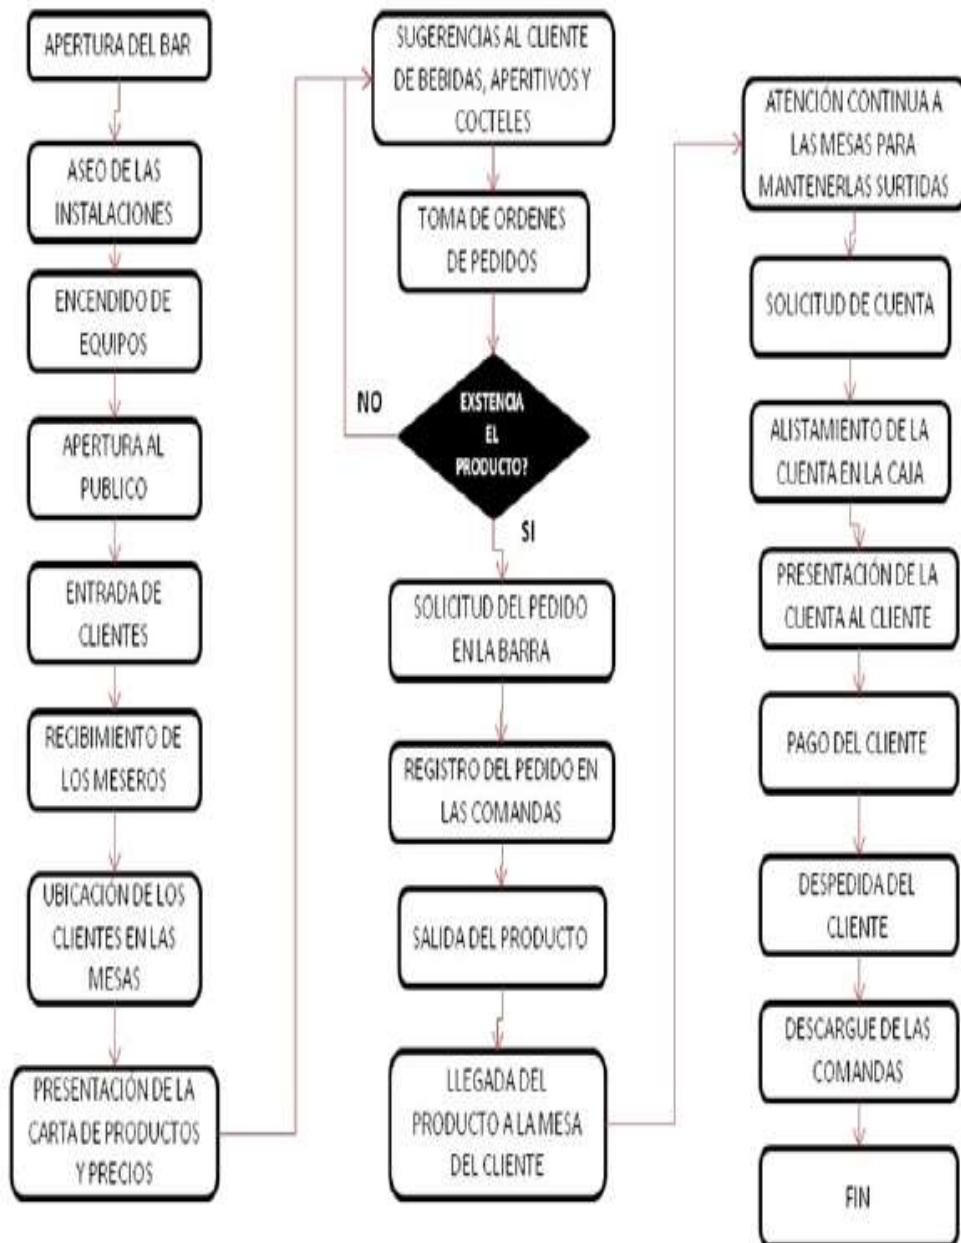 APERTURA DEL BAR
ASEO DE LAS
INSTALACIONES
ENCENDIDO DE
EQUIPOS
APERTURA AL
PUBLICO
ENTRADA DE
CLIENTES
RECIBIMIENTO DE
LOS MESEROS
UBICACIÓN DE LOS
CLIENTES EN LAS
MESAS
PRESENTACIÓN DE LA
CARTA DE PRODUCTOS
Y PRECIOS
SUGERENCIAS AL CLIENTE
DE BEBIDAS, APERITIVOS Y
COCTELES
TOMA DE ORDENES
DE PEDIDOS
NO
EXSTENCIA
EL
PRODUCTO?
SI
SOLICITUD DEL PEDIDO
EN LA BARRA
REGISTRO DEL PEDIDO EN
LAS COMANDAS
SALIDA DEL PRODUCTO
LLEGADA DEL
PRODUCTO A LA MESA
DEL CLIENTE
ATENCIÓN CONTINUA A
LAS MESAS PARA
MANTENERLAS SURTIDAS
SOLICITUD DE CUENTA
ALISTAMIENTO DE LA
CUENTA EN LA CAJA
PRESENTACIÓN DE LA
CUENTA AL CLIENTE
PAGO DEL CLIENTE
DESPEDIDA DEL
CLIENTE
DESCARGUE DE LAS
COMANDAS
FIN